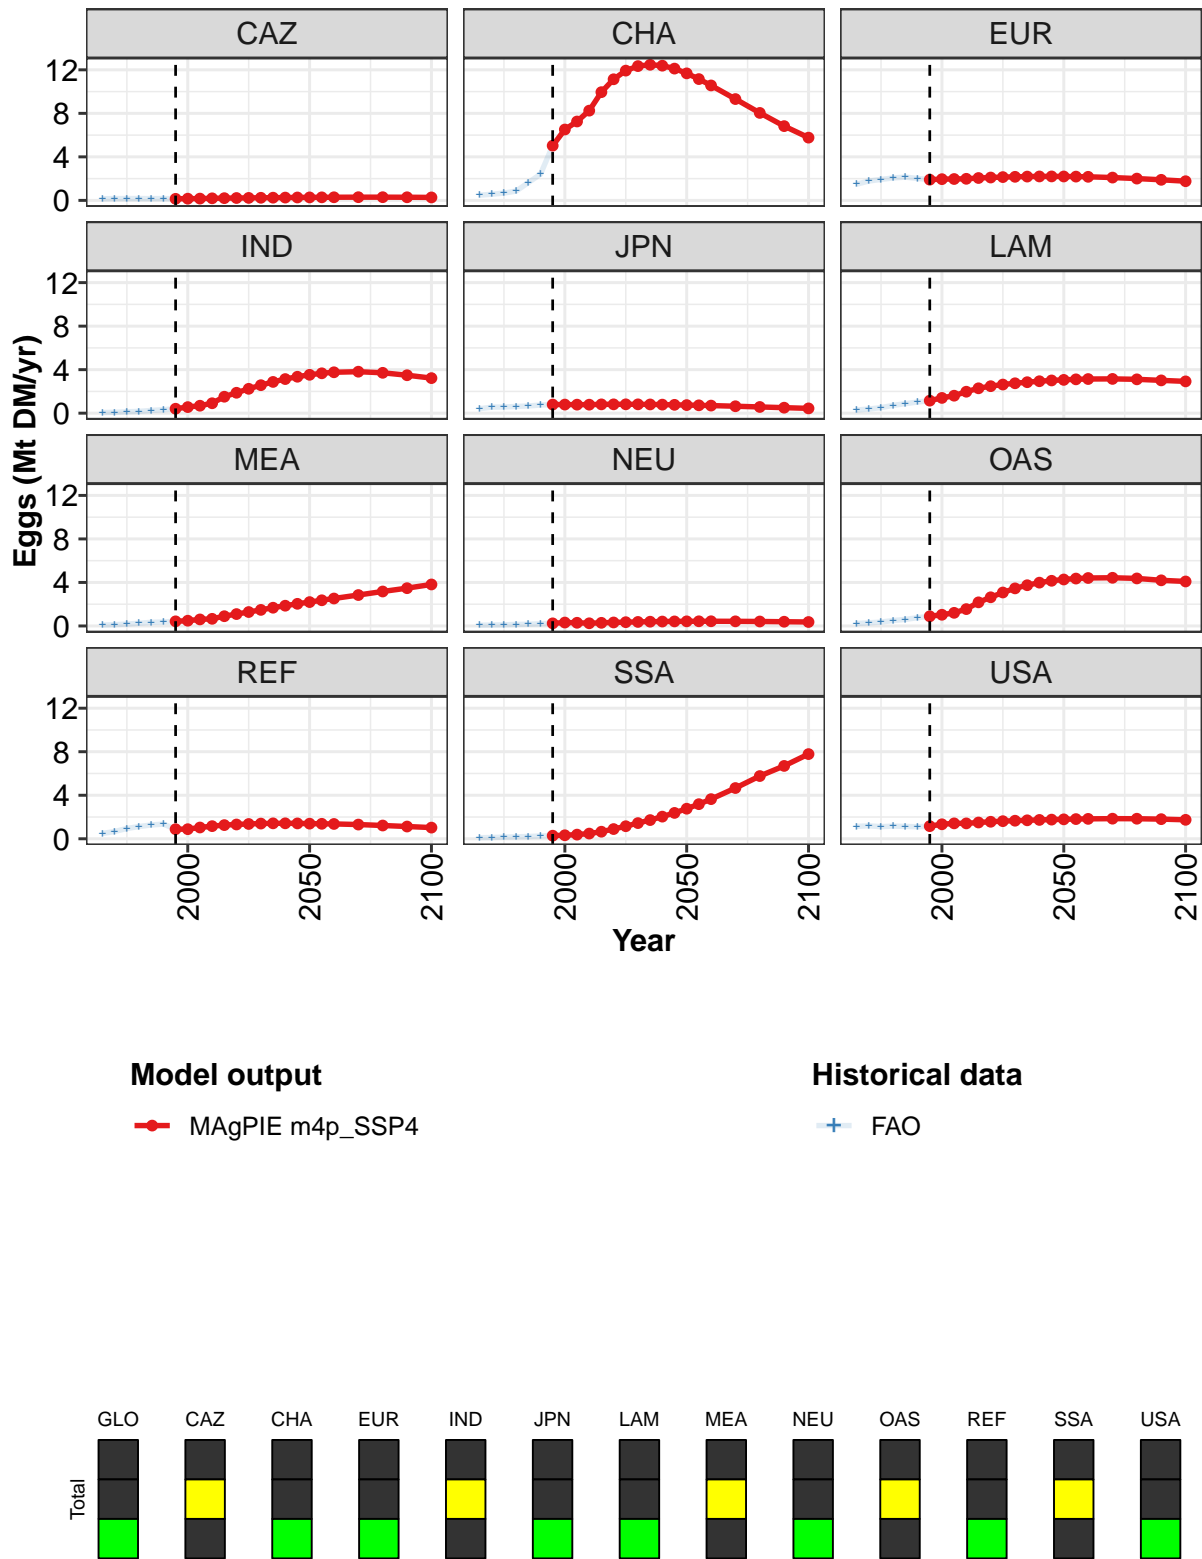 CAZ CHA EUR
12
8
4
0
IND JPN LAM
12
8
4
0
MEA NEU OAS
12
8
4
0
REF SSA USA
12
8
4
0
Eggs (Mt DM/yr)
2000 2050 2100 2000 2050 2100 2000 2050 2100
Year
Model output Historical data
MAgPIE m4p_SSP4 FAO
GLO CAZ CHA EUR IND JPN LAM MEA NEU OAS REF SSA USA
Total